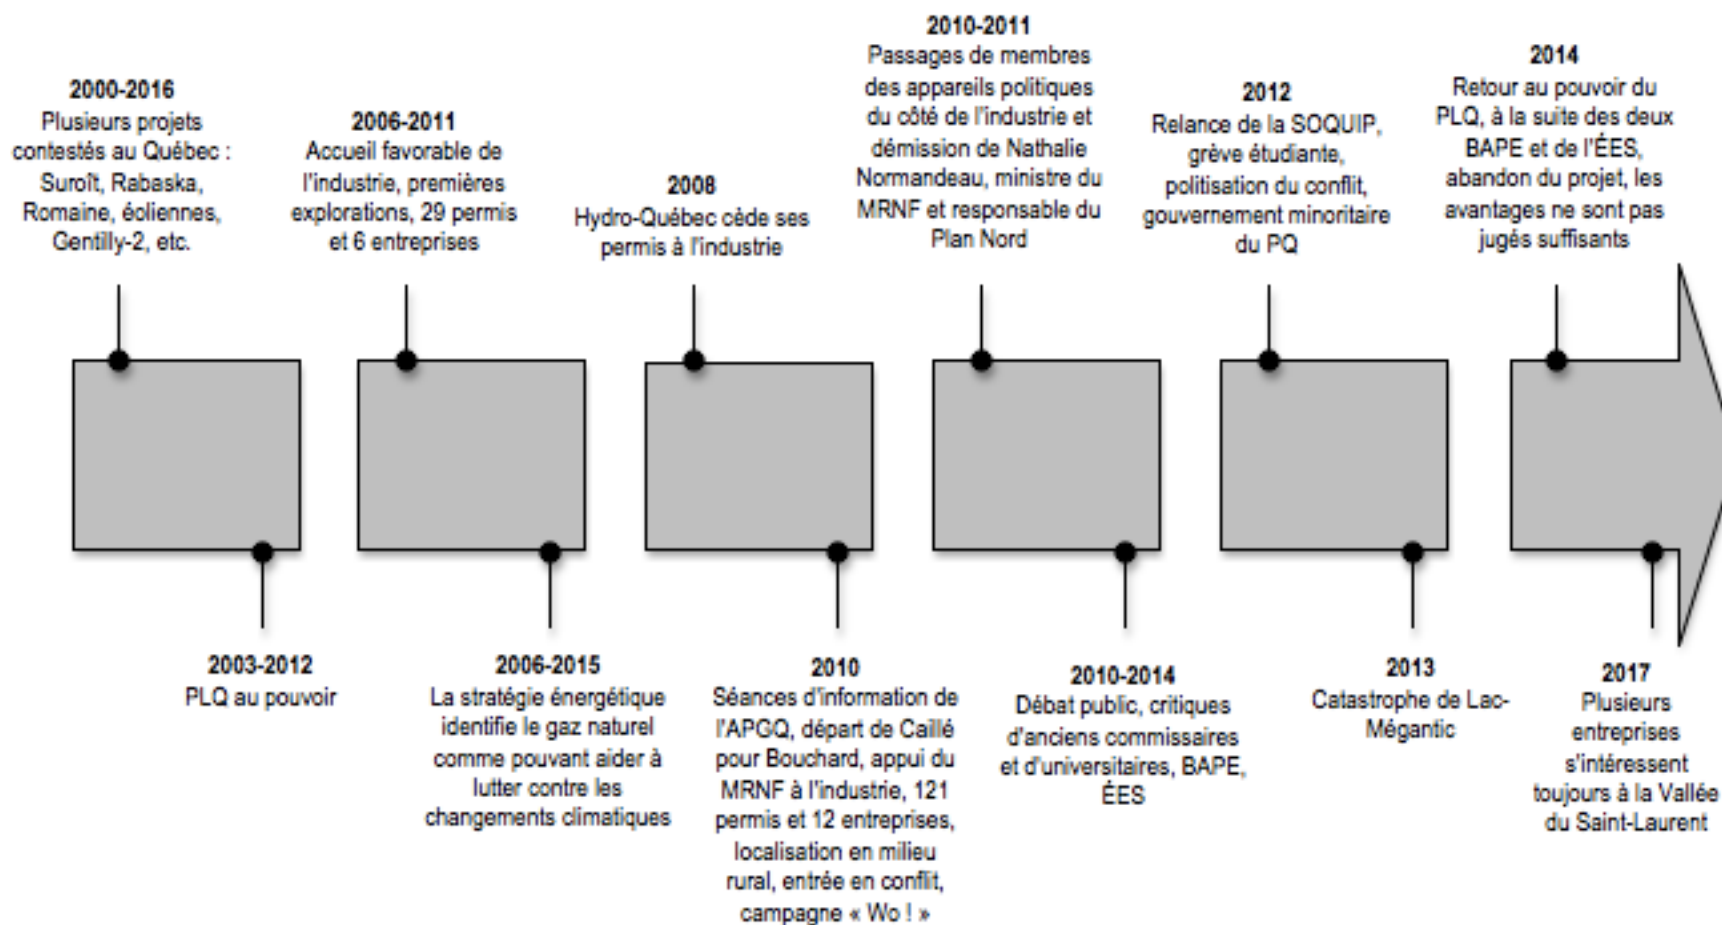 2000-2016
Plusieurs projets
contestés au Québec :
Suroît, Rabaska,
Romaine, éoliennes,
Gentilly-2, etc.
2006-2011
Accueil favorable de
l'industrie, premières
explorations, 29 permis
et 6 entreprises
2008
Hydro-Québec cède ses
permis à l'industrie
2010-2011
Passages de membres
des appareils politiques
du côté de l'industrie et
démission de Nathalie
Normandeau, ministre du
MRNF et responsable du
Plan Nord
2012
Relance de la SOQUIP,
grève étudiante,
politisation du conflit,
gouvernement minoritaire
du PQ
2014
Retour au pouvoir du
PLQ, à la suite des deux
BAPE et de l'ÉES,
abandon du projet, les
avantages ne sont pas
jugés suffisants
2003-2012
PLQ au pouvoir
2006-2015
La stratégie énergétique
identifie le gaz naturel
comme pouvant aider à
lutter contre les
changements climatiques
2010
Séances d'information de
l'APGQ, départ de Caillé
pour Bouchard, appui du
MRNF à l'industrie, 121
permis et 12 entreprises,
localisation en milieu
rural, entrée en conflit,
campagne « Wo ! »
2010-2014
Débat public, critiques
d'anciens commissaires
et d'universitaires, BAPE,
ÉES
2013
Catastrophe de Lac-
Mégantic
2017
Plusieurs
entreprises
s'intéressent
toujours à la Vallée
du Saint-Laurent